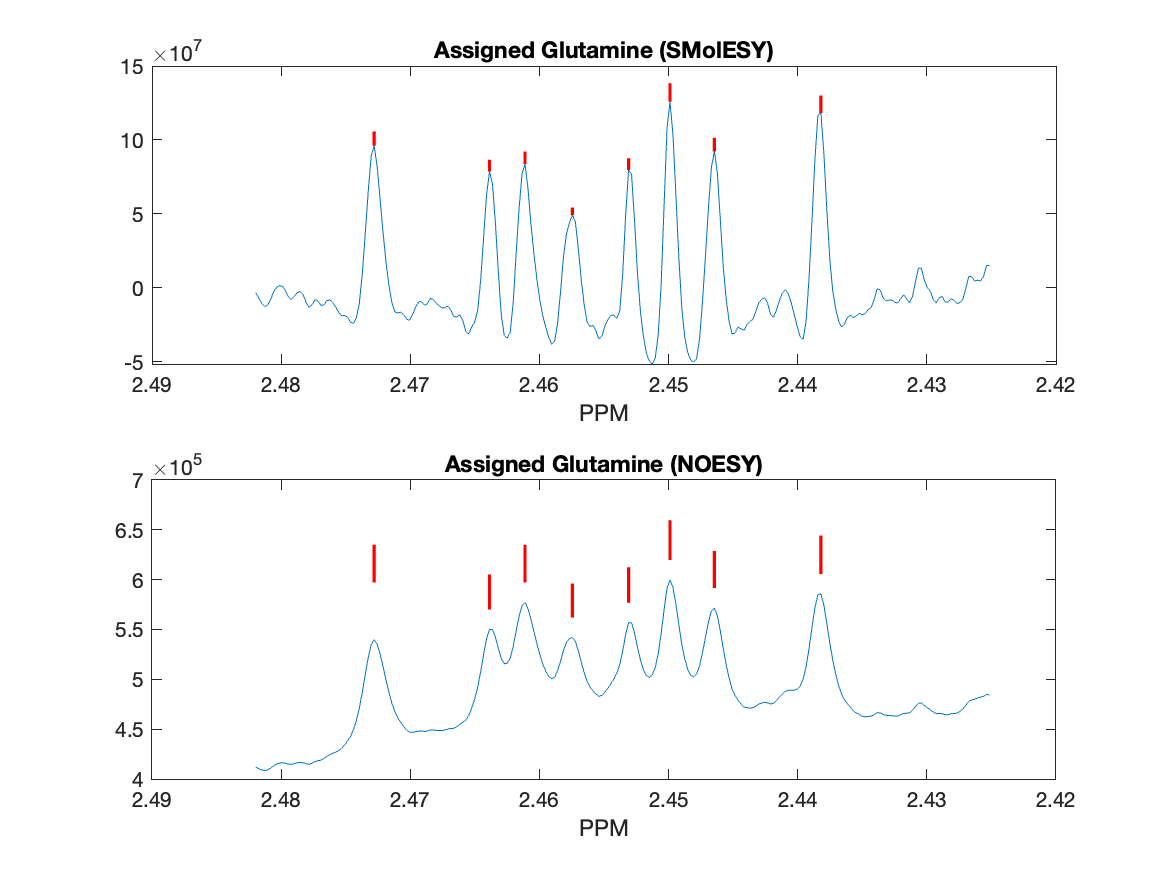 Assigned Glutamine (SMolESY)
×10⁷
15
10
5
0
-5
2.49 2.48 2.47 2.46 2.45 2.44 2.43 2.42
PPM
Assigned Glutamine (NOESY)
×10⁵
7
6.5
6
5.5
5
4.5
4
2.49 2.48 2.47 2.46 2.45 2.44 2.43 2.42
PPM